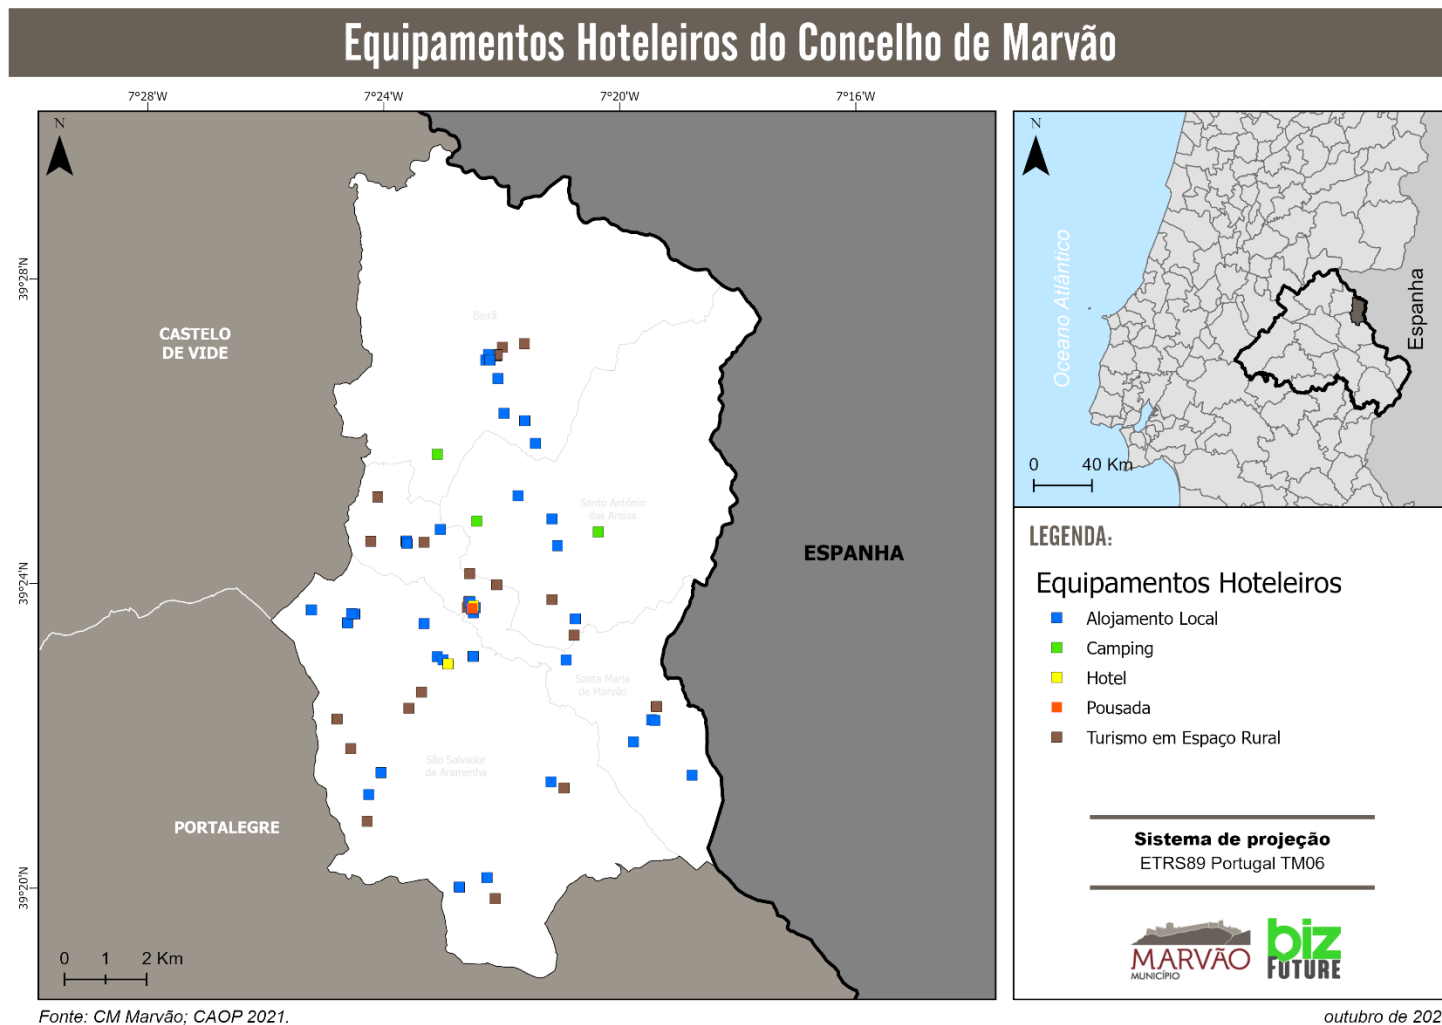 Equipamentos Hoteleiros do Concelho de Marvão
7°28'W
7°24'W
7°20'W
7°16'W
39°28'N
39°24'N
39°20'N
N
CASTELO
DE VIDE
Beirã
Santo António
das Areias
ESPANHA
Santa Maria
de Marvão
São Salvador
da Aramenha
PORTALEGRE
0 1 2 Km
N
Oceano Atlântico
Espanha
0 40 Km
LEGENDA:
Equipamentos Hoteleiros
Alojamento Local
Camping
Hotel
Pousada
Turismo em Espaço Rural
Sistema de projeção
ETRS89 Portugal TM06
MARVÃO
MUNICÍPIO
biz
FUTURE
Fonte: CM Marvão; CAOP 2021.
outubro de 202